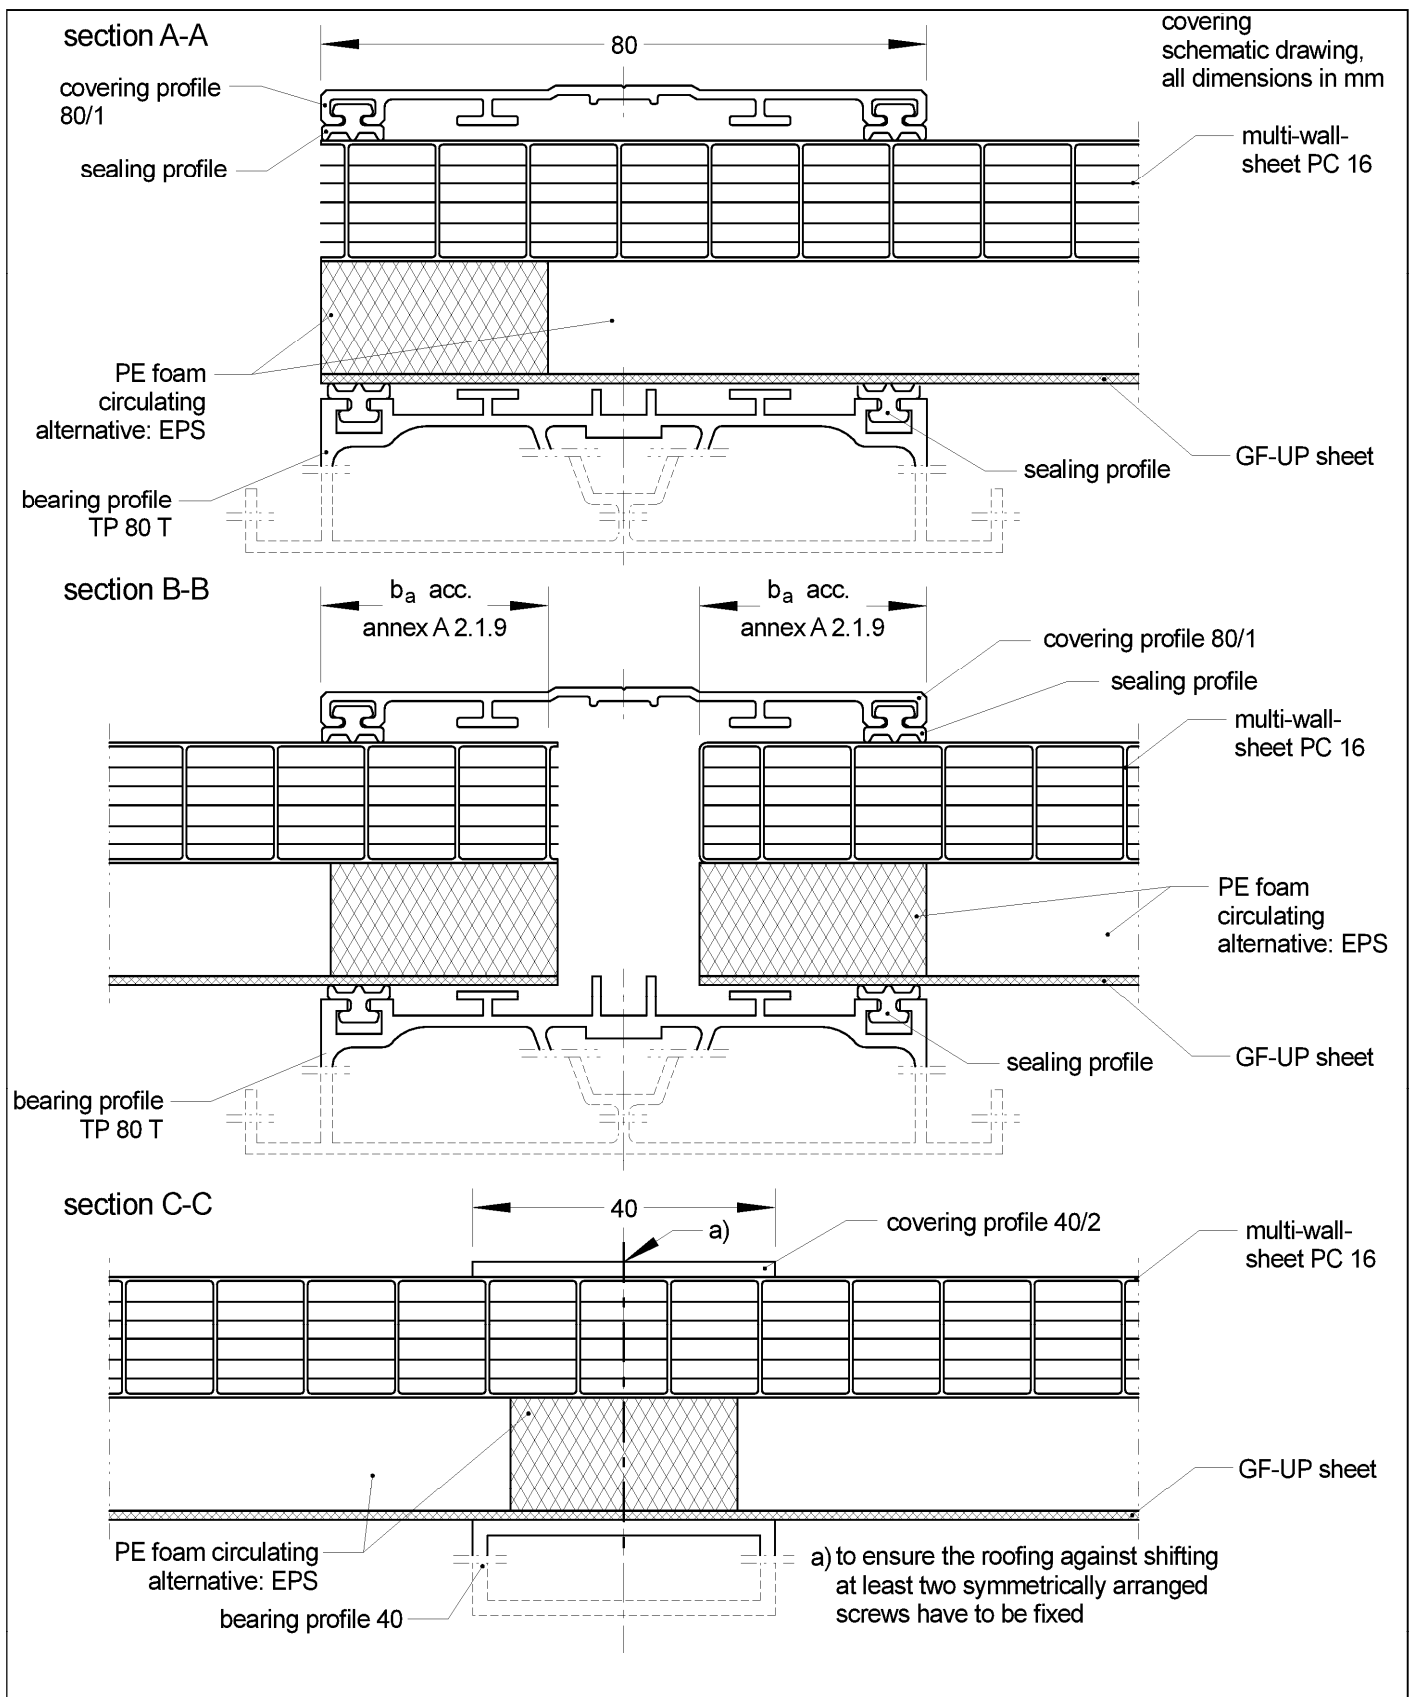 section A-A
80
covering
schematic drawing,
all dimensions in mm
covering profile
80/1
sealing profile
multi-wall-
sheet PC 16
PE foam
circulating
alternative: EPS
bearing profile
TP 80 T
sealing profile
GF-UP sheet
section B-B
ba acc.
annex A 2.1.9
ba acc.
annex A 2.1.9
covering profile 80/1
sealing profile
multi-wall-
sheet PC 16
PE foam
circulating
alternative: EPS
sealing profile
GF-UP sheet
bearing profile
TP 80 T
section C-C
40
a)
covering profile 40/2
multi-wall-
sheet PC 16
GF-UP sheet
PE foam circulating
alternative: EPS
bearing profile 40
a) to ensure the roofing against shifting
at least two symmetrically arranged
screws have to be fixed